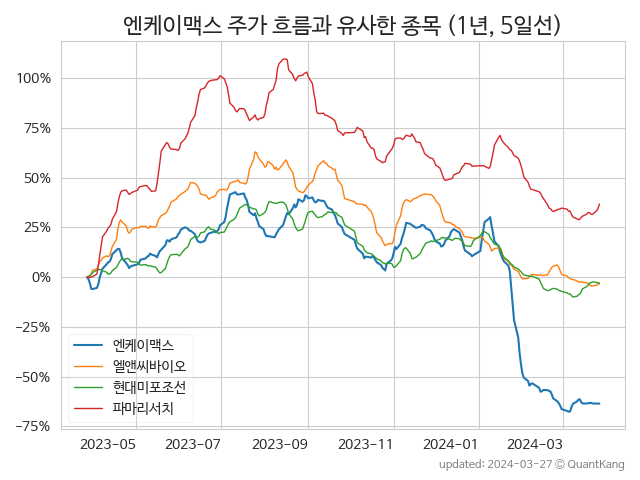 엔케이맥스 주가 흐름과 유사한 종목 (1년, 5일선)
100%
75%
50%
25%
0%
−25%
−50%
−75%
엔케이맥스
엘앤씨바이오
현대미포조선
파마리서치
2023-05 2023-07 2023-09 2023-11 2024-01 2024-03
updated: 2024-03-27 © QuantKang